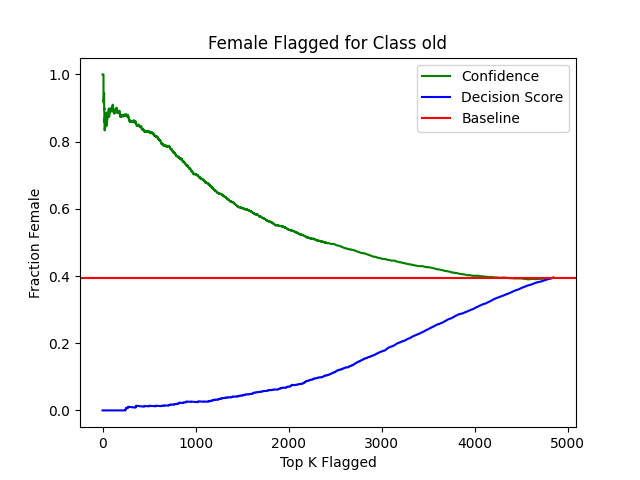 Female Flagged for Class old
Confidence
Decision Score
Baseline
Fraction Female
1.0
0.8
0.6
0.4
0.2
0.0
0
1000
2000
3000
4000
5000
Top K Flagged